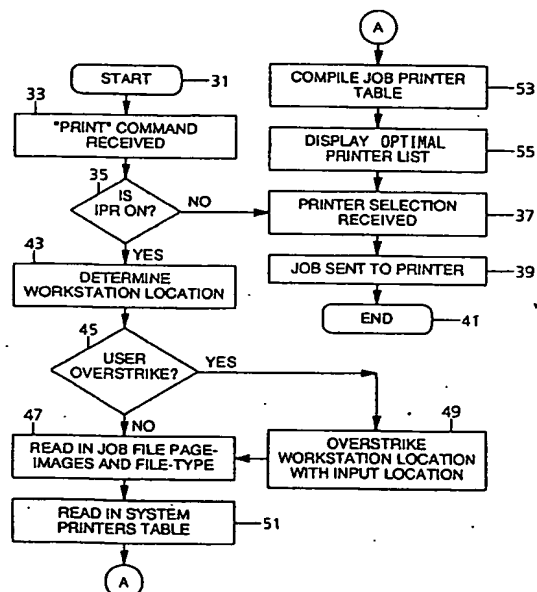 START
31
33
"PRINT" COMMAND
RECEIVED
35
IS
IPR ON?
NO
YES
43
DETERMINE
WORKSTATION LOCATION
45
USER
OVERSTRIKE?
YES
NO
47
READ IN JOB FILE PAGE-
IMAGES AND FILE-TYPE
49
OVERSTRIKE
WORKSTATION LOCATION
WITH INPUT LOCATION
READ IN SYSTEM
PRINTERS TABLE
51
A
A
COMPILE JOB PRINTER
TABLE
53
DISPLAY OPTIMAL
PRINTER LIST
55
PRINTER SELECTION
RECEIVED
37
JOB SENT TO PRINTER
39
END
41